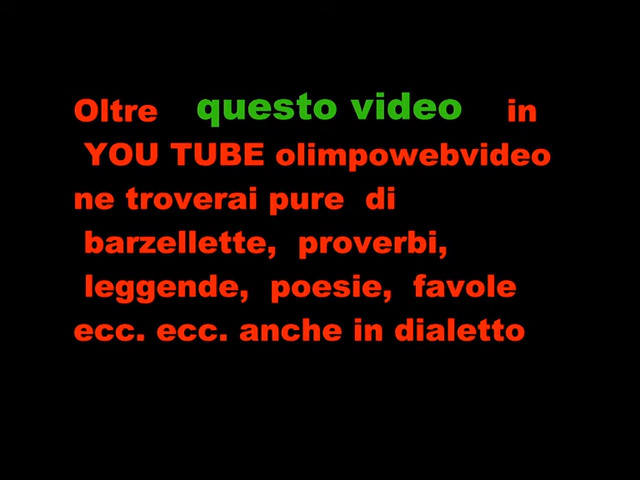 Oltre questo video in
YOU TUBE olimpowebvideo
ne troverai pure di
barzellette, proverbi,
leggende, poesie, favole
ecc. ecc. anche in dialetto